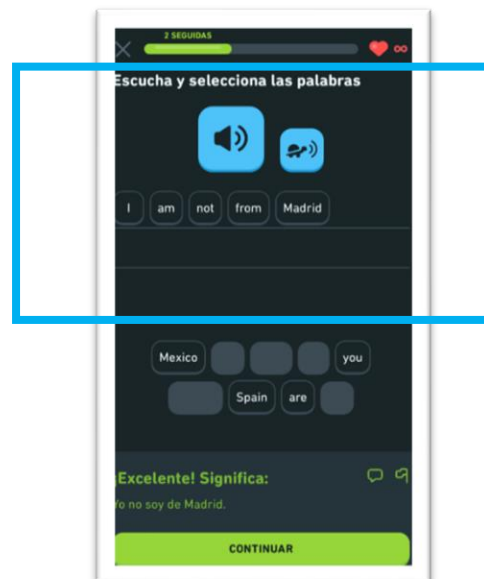 2 SEGUIDAS
∞
Escucha y selecciona las palabras
I am not from Madrid
Mexico you
Spain are
¡Excelente! Significa:
Yo no soy de Madrid.
CONTINUAR